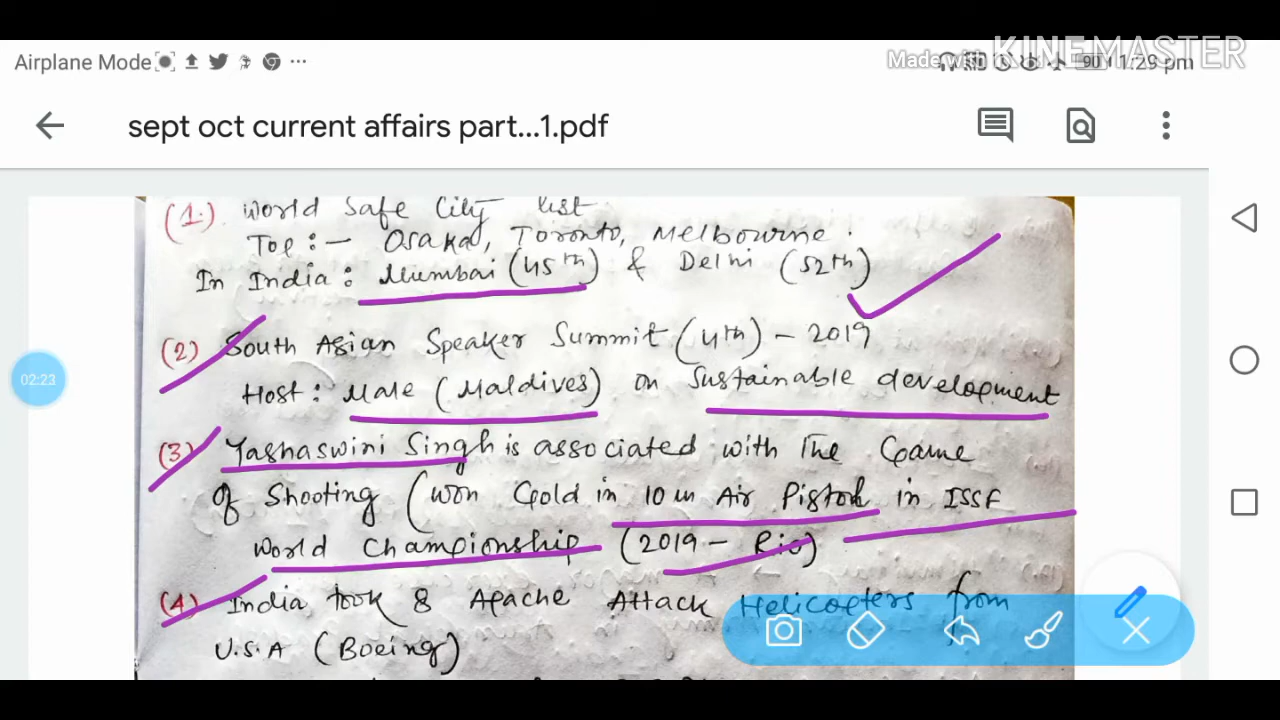 Airplane Mode ... Made with KINEMASTER 90 1:29 pm
sept oct current affairs part...1.pdf
(1.) World Safe City list
Top :- Osaka, Toronto, Melbourne.
In India: Mumbai (45th) & Delhi (52th)
(2) South Asian Speaker Summit (4th) - 2019
02:23
Host: Male (Maldives) on Sustainable development
(3) Yashaswini Singh is associated with The Game
of Shooting (Won Gold in 10 m Air Pistol in ISSF
World Championship (2019 - Rio)
(4) India took 8 Apache Attack Helicopters from
U.S.A (Boeing)